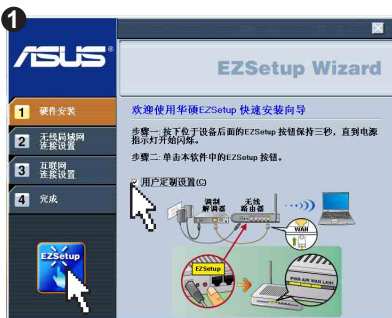 1
ASUS
EZSetup Wizard
1 硬件安装
2 无线局域网
连接设置
3 互联网
连接设置
4 完成
EZSetup
欢迎使用华硕EZSetup 快速安装向导
步骤一:按下位于设备后面的EZSetup 按钮保持三秒，直到电源
指示灯开始闪烁。
步骤二:单击本软件中的EZSetup 按钮。
用户定制设置(C)
调制
解调器
无线
路由器
WAN
EZSetup
PWR AIR WAN LAN1